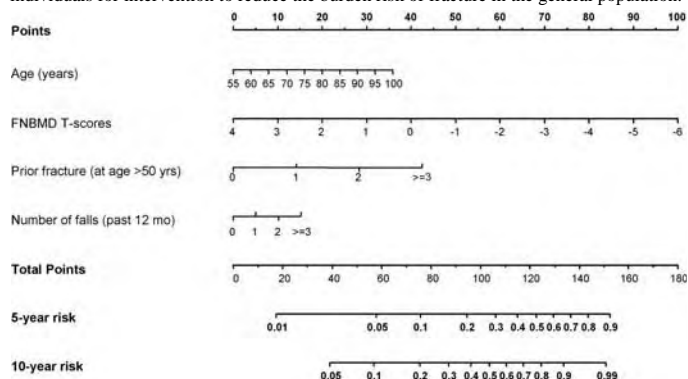 individuals for intervention to reduce the burden risk of fracture in the general population.
Points 0 10 20 30 40 50 60 70 80 90 100
Age (years)
55 60 65 70 75 80 85 90 95 100
FNBMD T-scores
4 3 2 1 0 -1 -2 -3 -4 -5 -6
Prior fracture (at age >50 yrs)
0 1 2 >=3
Number of falls (past 12 mo)
0 1 2 >=3
Total Points
0 20 40 60 80 100 120 140 160 180
5-year risk
0.01 0.05 0.1 0.2 0.3 0.4 0.5 0.6 0.7 0.8 0.9
10-year risk
0.05 0.1 0.2 0.3 0.4 0.5 0.6 0.7 0.8 0.9 0.99